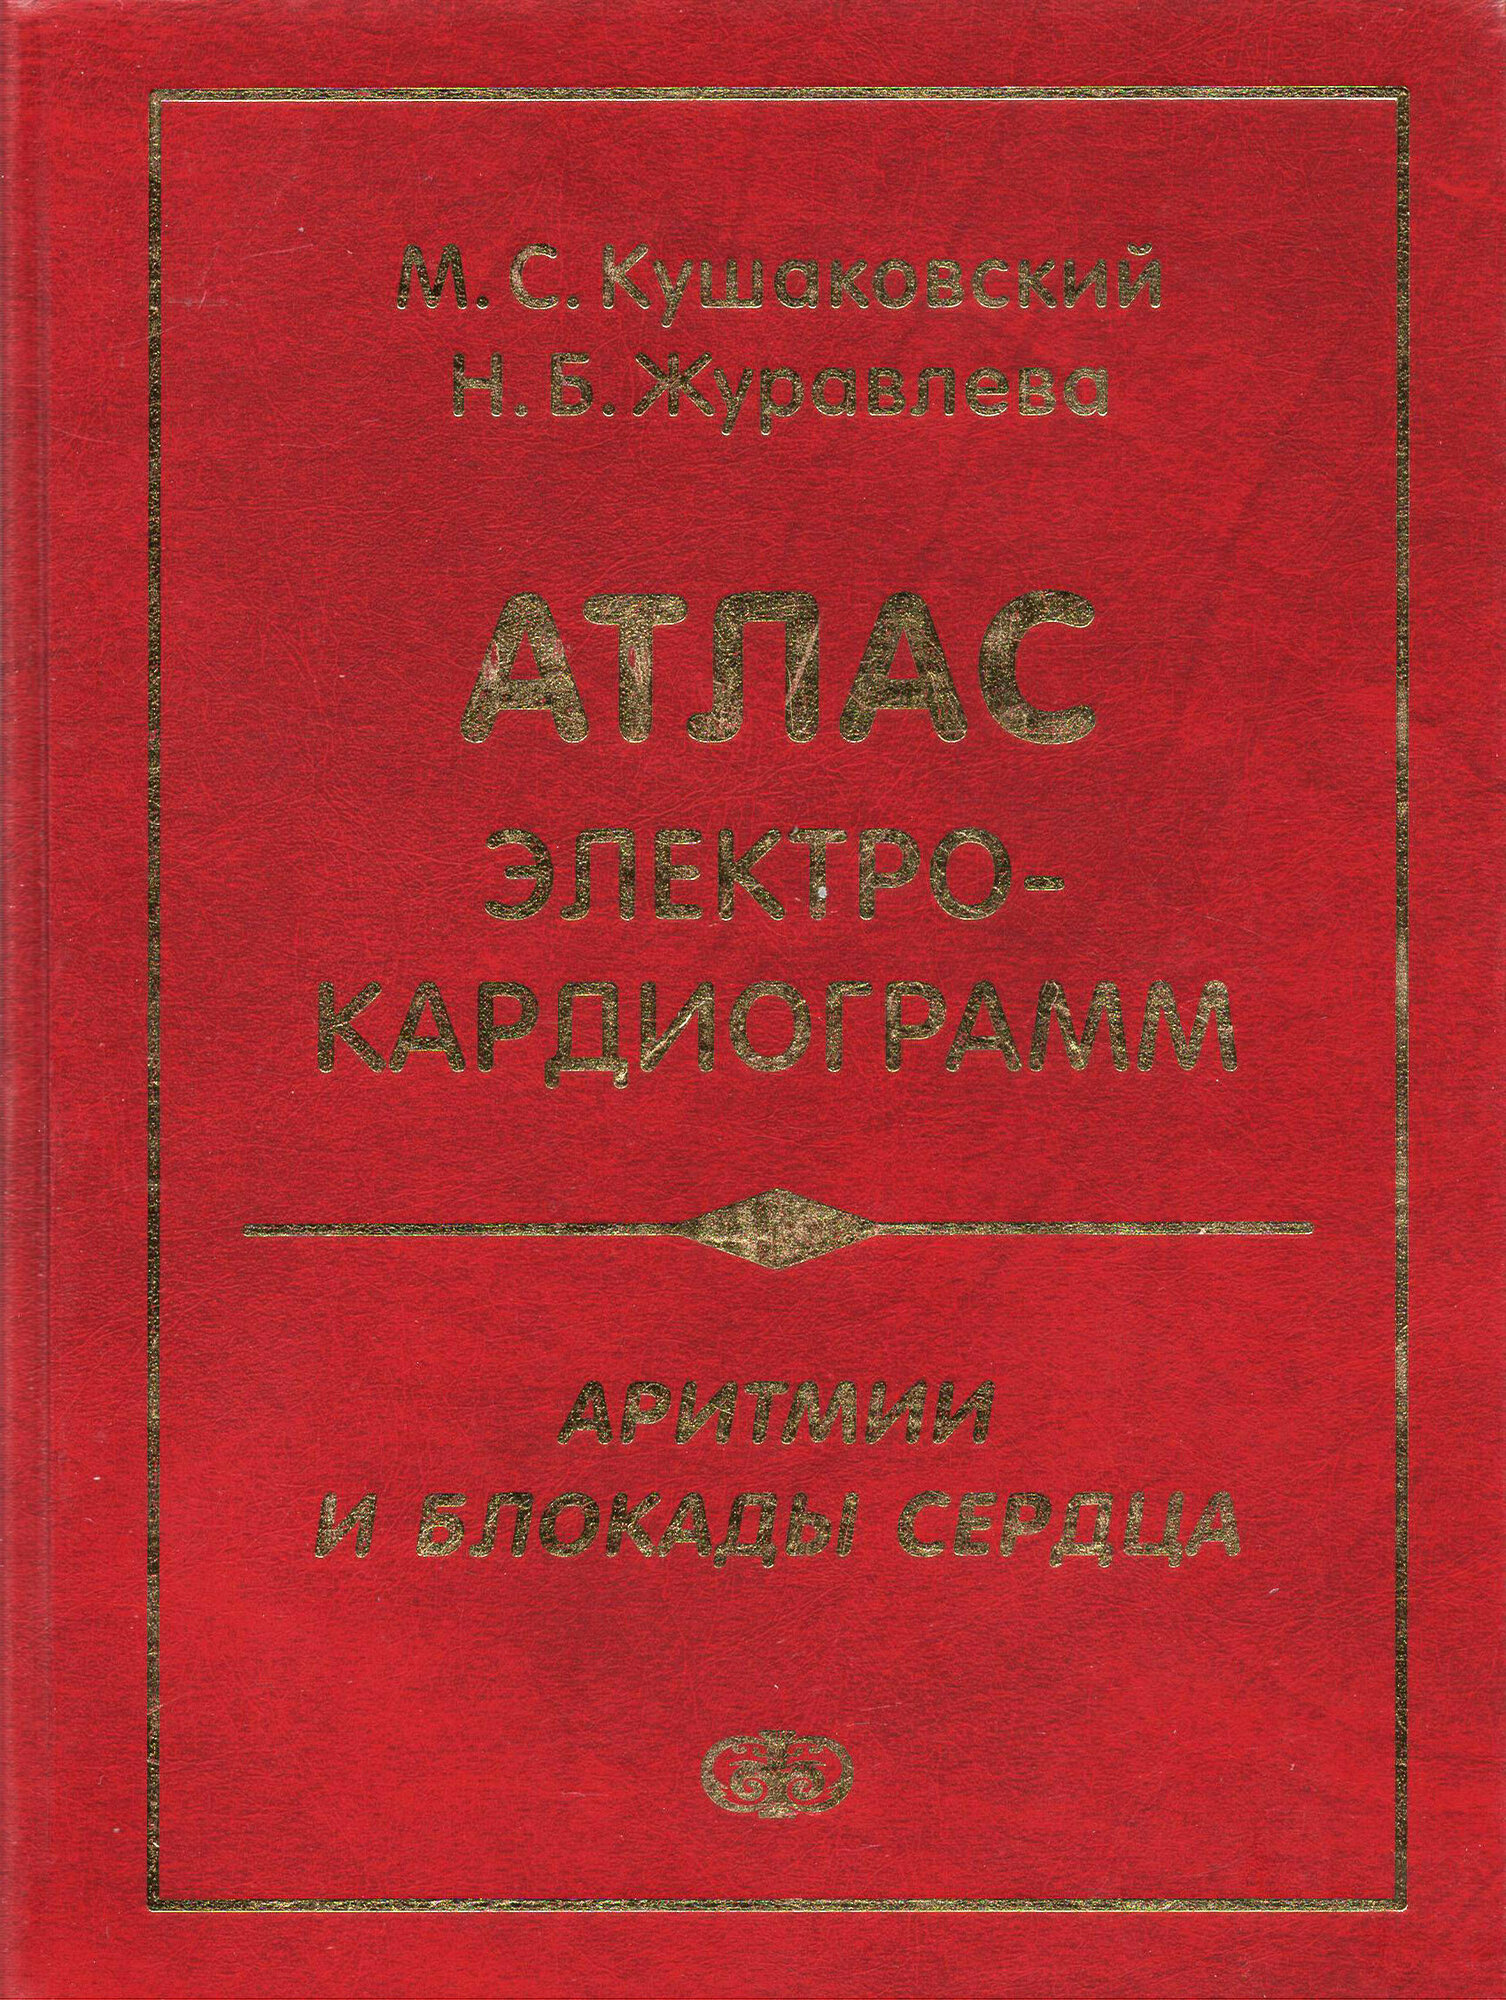 М. С. Кушаковский
Н. Б. Журавлева
АТЛАС
ЭЛЕКТРО-
КАРДИОГРАММ
АРИТМИИ
И БЛОКАДЫ СЕРДЦА